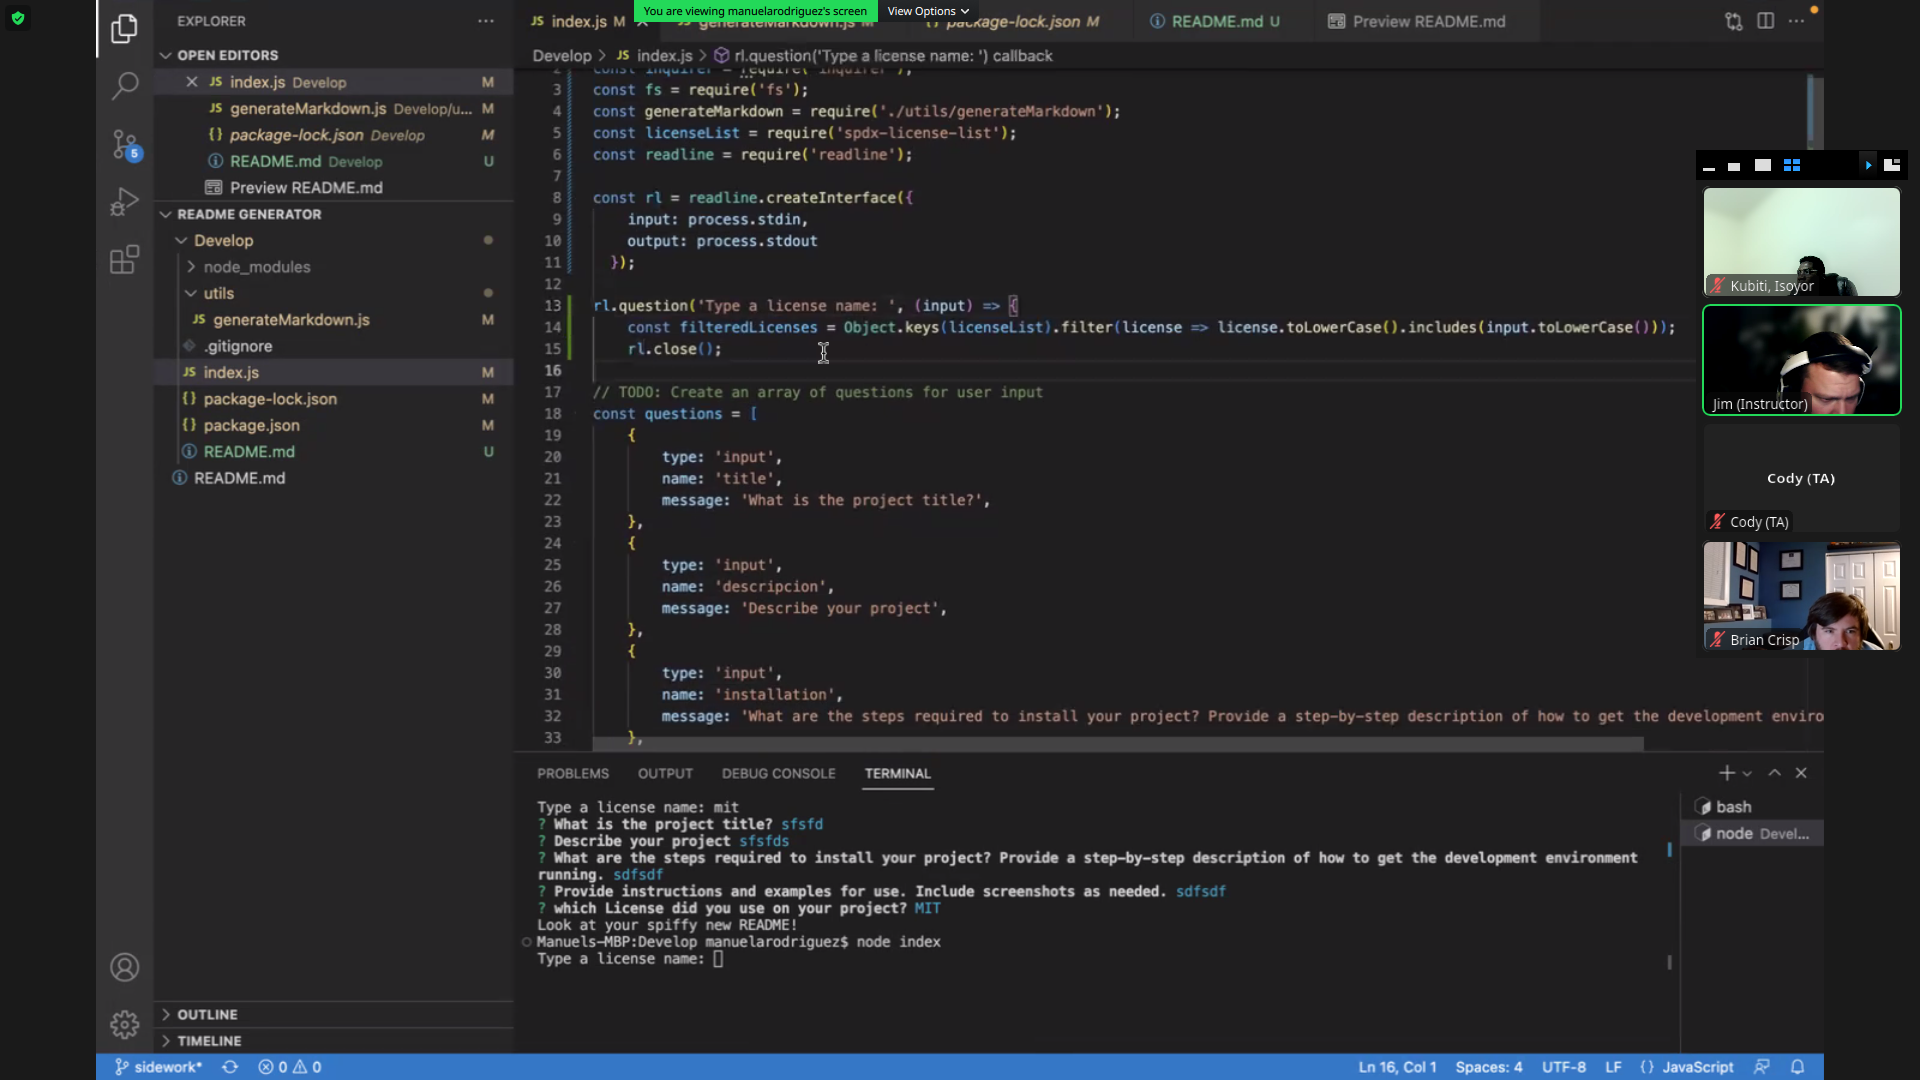 You are viewing manuelarodriguez's screen
View Options
EXPLORER
OPEN EDITORS
index.js Develop M
generateMarkdown.js Develop/u... M
package-lock.json Develop M
README.md Develop U
Preview README.md
README GENERATOR
Develop
node_modules
utils
generateMarkdown.js M
.gitignore
index.js M
package-lock.json M
package.json M
README.md U
README.md
OUTLINE
TIMELINE
5
index.js M
generateMarkdown.js M
package-lock.json M
README.md U
Preview README.md
Develop > index.js > rl.question('Type a license name: ') callback
2 const inquirer = require('inquirer');
3 const fs = require('fs');
4 const generateMarkdown = require('./utils/generateMarkdown');
5 const licenseList = require('spdx-license-list');
6 const readline = require('readline');
7
8 const rl = readline.createInterface({
9 input: process.stdin,
10 output: process.stdout
11 });
12
13 rl.question('Type a license name: ', (input) => {
14 const filteredLicenses = Object.keys(licenseList).filter(license => license.toLowerCase().includes(input.toLowerCase()));
15 rl.close();
16
17 // TODO: Create an array of questions for user input
18 const questions = [
19 {
20 type: 'input',
21 name: 'title',
22 message: 'What is the project title?',
23 },
24 {
25 type: 'input',
26 name: 'descripcion',
27 message: 'Describe your project',
28 },
29 {
30 type: 'input',
31 name: 'installation',
32 message: 'What are the steps required to install your project? Provide a step-by-step description of how to get the development enviro
33 },
PROBLEMS OUTPUT DEBUG CONSOLE TERMINAL
Type a license name: mit
? What is the project title? sfsfd
? Describe your project sfsfds
? What are the steps required to install your project? Provide a step-by-step description of how to get the development environment
running. sdfsdf
? Provide instructions and examples for use. Include screenshots as needed. sdfsdf
? which License did you use on your project? MIT
Look at your spiffy new README!
Manuels-MBP:Develop manuelarodriguez$ node index
Type a license name:
bash
node Devel...
Kubiti, Isoyor
Jim (Instructor)
Cody (TA)
Cody (TA)
Brian Crisp
sidework* 0 0
Ln 16, Col 1 Spaces: 4 UTF-8 LF {} JavaScript